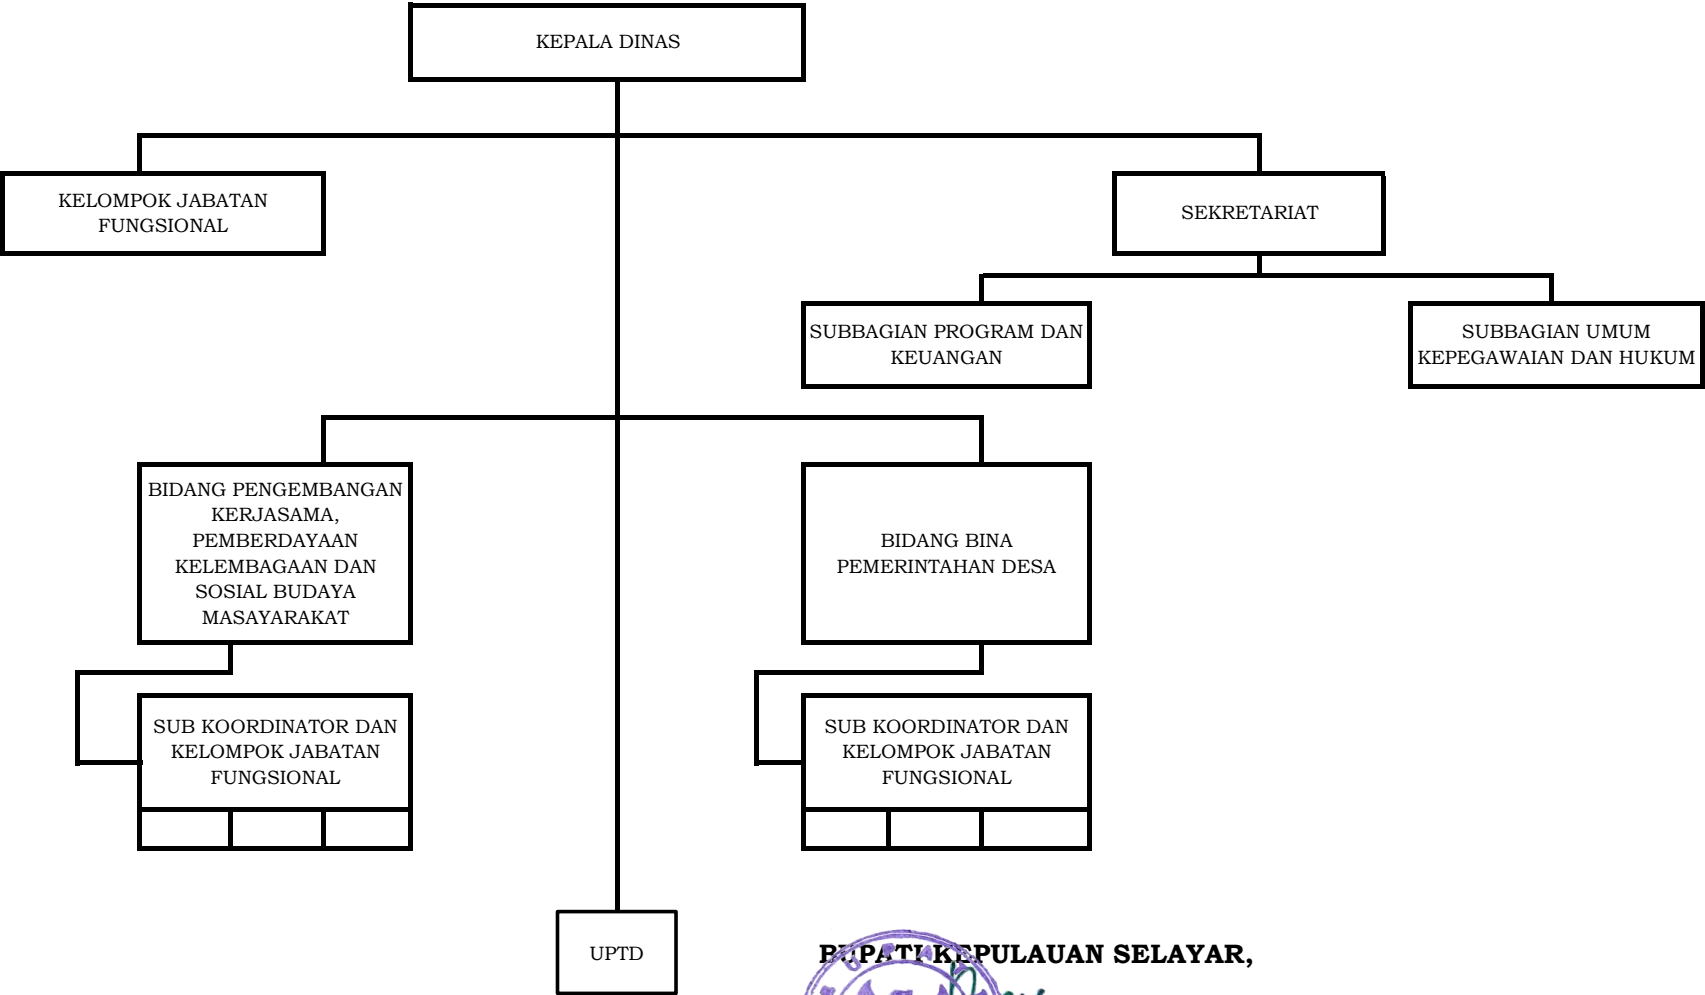 KEPALA DINAS
KELOMPOK JABATAN
FUNGSIONAL
SEKRETARIAT
SUBBAGIAN PROGRAM DAN
KEUANGAN
SUBBAGIAN UMUM
KEPEGAWAIAN DAN HUKUM
BIDANG PENGEMBANGAN
KERJASAMA,
PEMBERDAYAAN
KELEMBAGAAN DAN
SOSIAL BUDAYA
MASAYARAKAT
BIDANG BINA
PEMERINTAHAN DESA
SUB KOORDINATOR DAN
KELOMPOK JABATAN
FUNGSIONAL
SUB KOORDINATOR DAN
KELOMPOK JABATAN
FUNGSIONAL
UPTD
BUPATI KEPULAUAN SELAYAR,